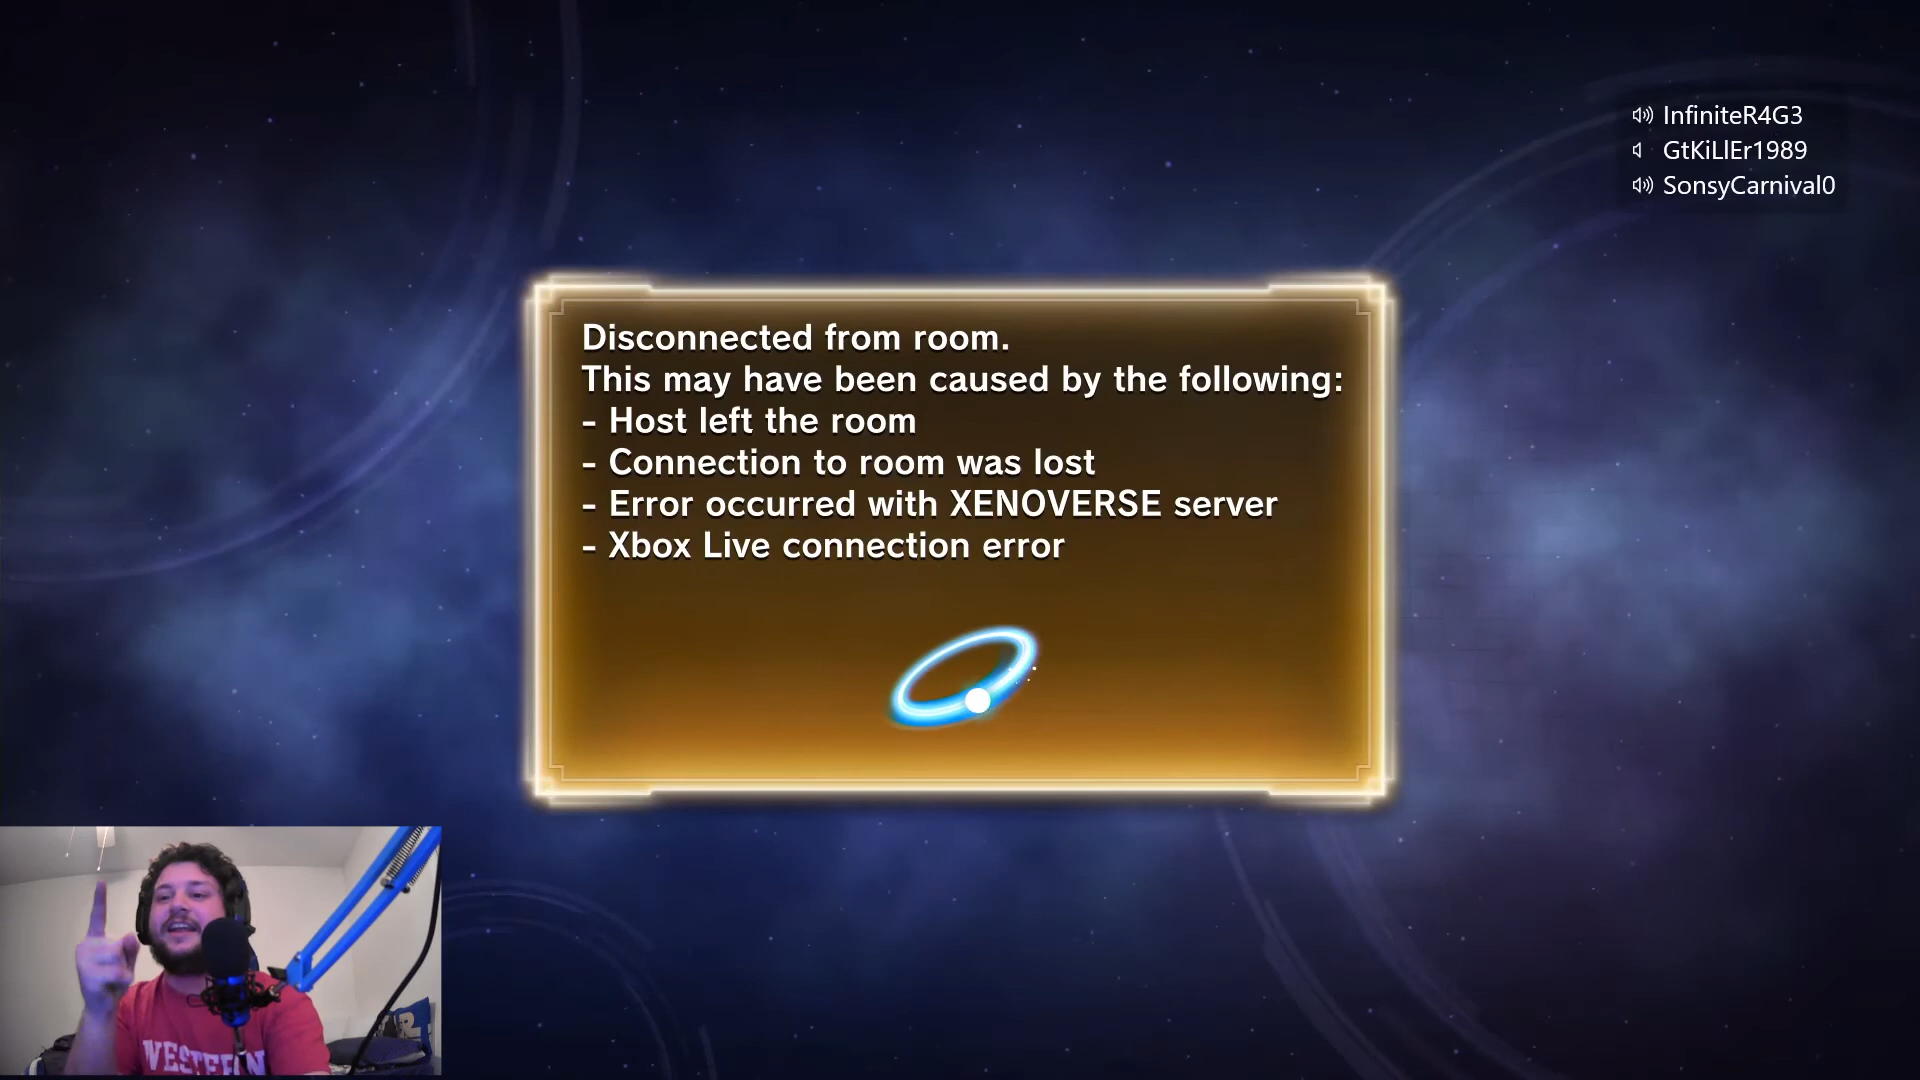 InfiniteR4G3
GtKiLlEr1989
SonsyCarnival0
Disconnected from room.
This may have been caused by the following:
- Host left the room
- Connection to room was lost
- Error occurred with XENOVERSE server
- Xbox Live connection error
WESTERN